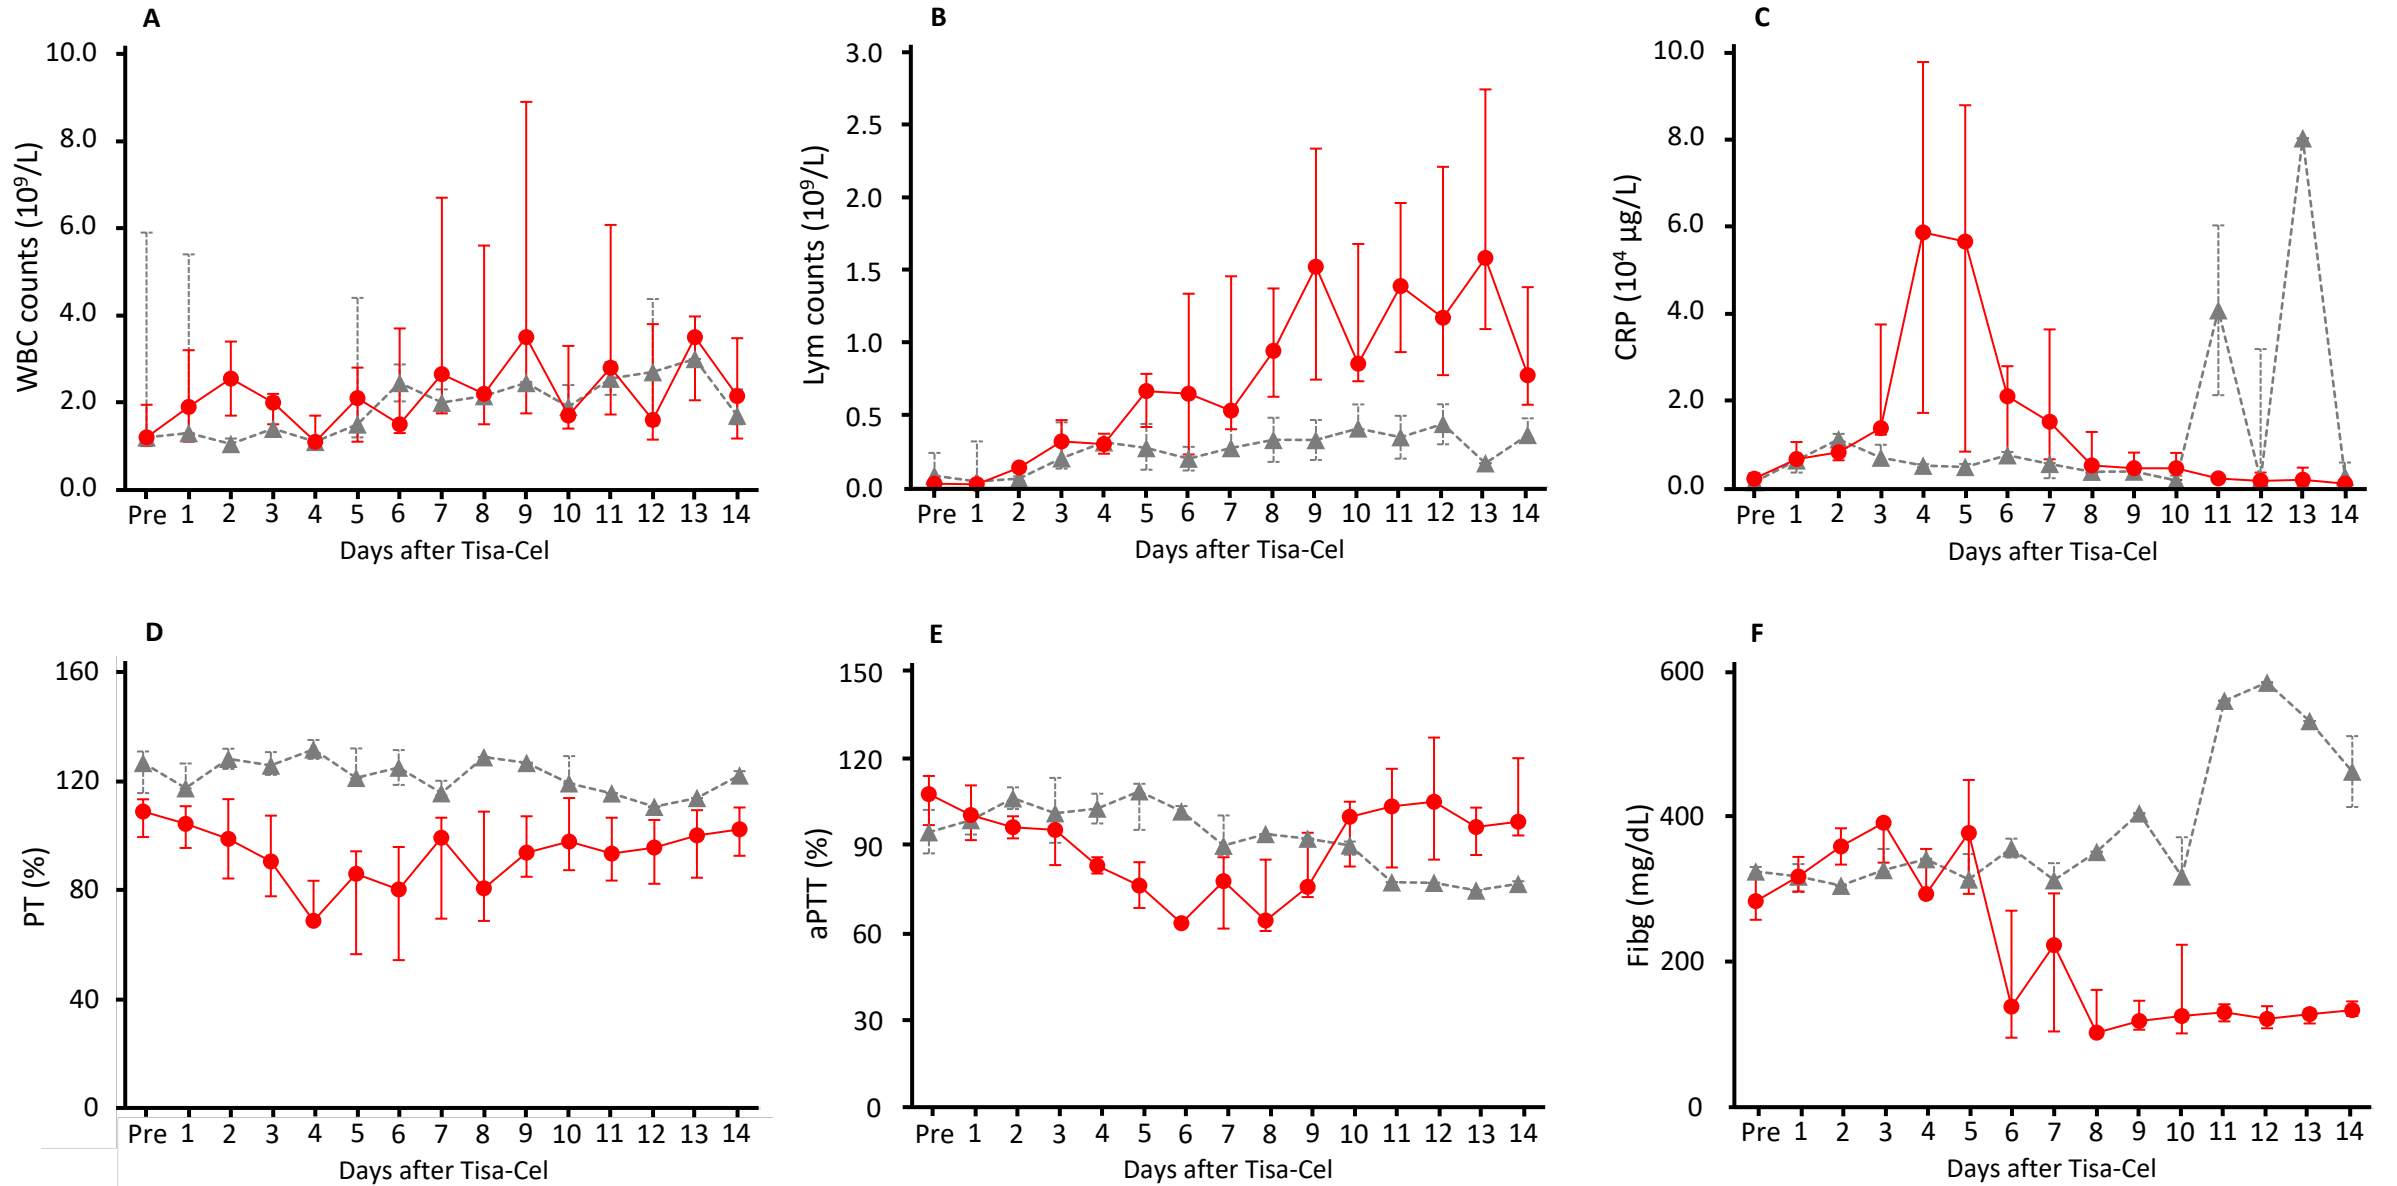 A
WBC counts (10⁹/L)
10.0
8.0
6.0
4.0
2.0
0.0
Pre 1 2 3 4 5 6 7 8 9 10 11 12 13 14
Days after Tisa-Cel
B
Lym counts (10⁹/L)
3.0
2.5
2.0
1.5
1.0
0.5
0.0
Pre 1 2 3 4 5 6 7 8 9 10 11 12 13 14
Days after Tisa-Cel
C
CRP (10⁴ µg/L)
10.0
8.0
6.0
4.0
2.0
0.0
Pre 1 2 3 4 5 6 7 8 9 10 11 12 13 14
Days after Tisa-Cel
D
PT (%)
160
120
80
40
0
Pre 1 2 3 4 5 6 7 8 9 10 11 12 13 14
Days after Tisa-Cel
E
aPTT (%)
150
120
90
60
30
0
Pre 1 2 3 4 5 6 7 8 9 10 11 12 13 14
Days after Tisa-Cel
F
Fibg (mg/dL)
600
400
200
0
Pre 1 2 3 4 5 6 7 8 9 10 11 12 13 14
Days after Tisa-Cel